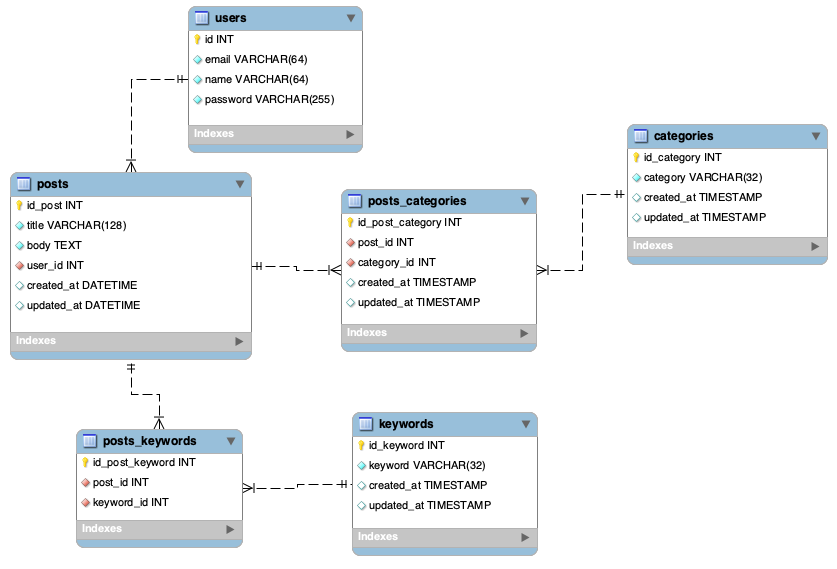 users
id INT
email VARCHAR(64)
name VARCHAR(64)
password VARCHAR(255)
Indexes
posts
id_post INT
title VARCHAR(128)
body TEXT
user_id INT
created_at DATETIME
updated_at DATETIME
Indexes
posts_categories
id_post_category INT
post_id INT
category_id INT
created_at TIMESTAMP
updated_at TIMESTAMP
Indexes
categories
id_category INT
category VARCHAR(32)
created_at TIMESTAMP
updated_at TIMESTAMP
Indexes
posts_keywords
id_post_keyword INT
post_id INT
keyword_id INT
Indexes
keywords
id_keyword INT
keyword VARCHAR(32)
created_at TIMESTAMP
updated_at TIMESTAMP
Indexes